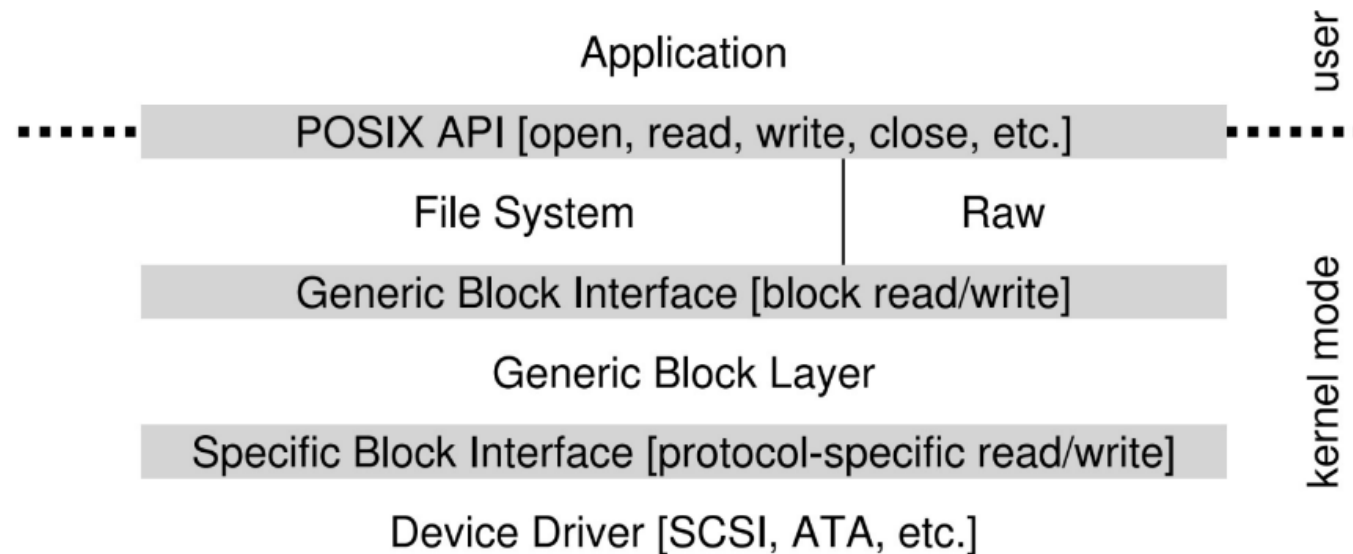 Application
user
POSIX API [open, read, write, close, etc.]
File System
Raw
Generic Block Interface [block read/write]
Generic Block Layer
kernel mode
Specific Block Interface [protocol-specific read/write]
Device Driver [SCSI, ATA, etc.]